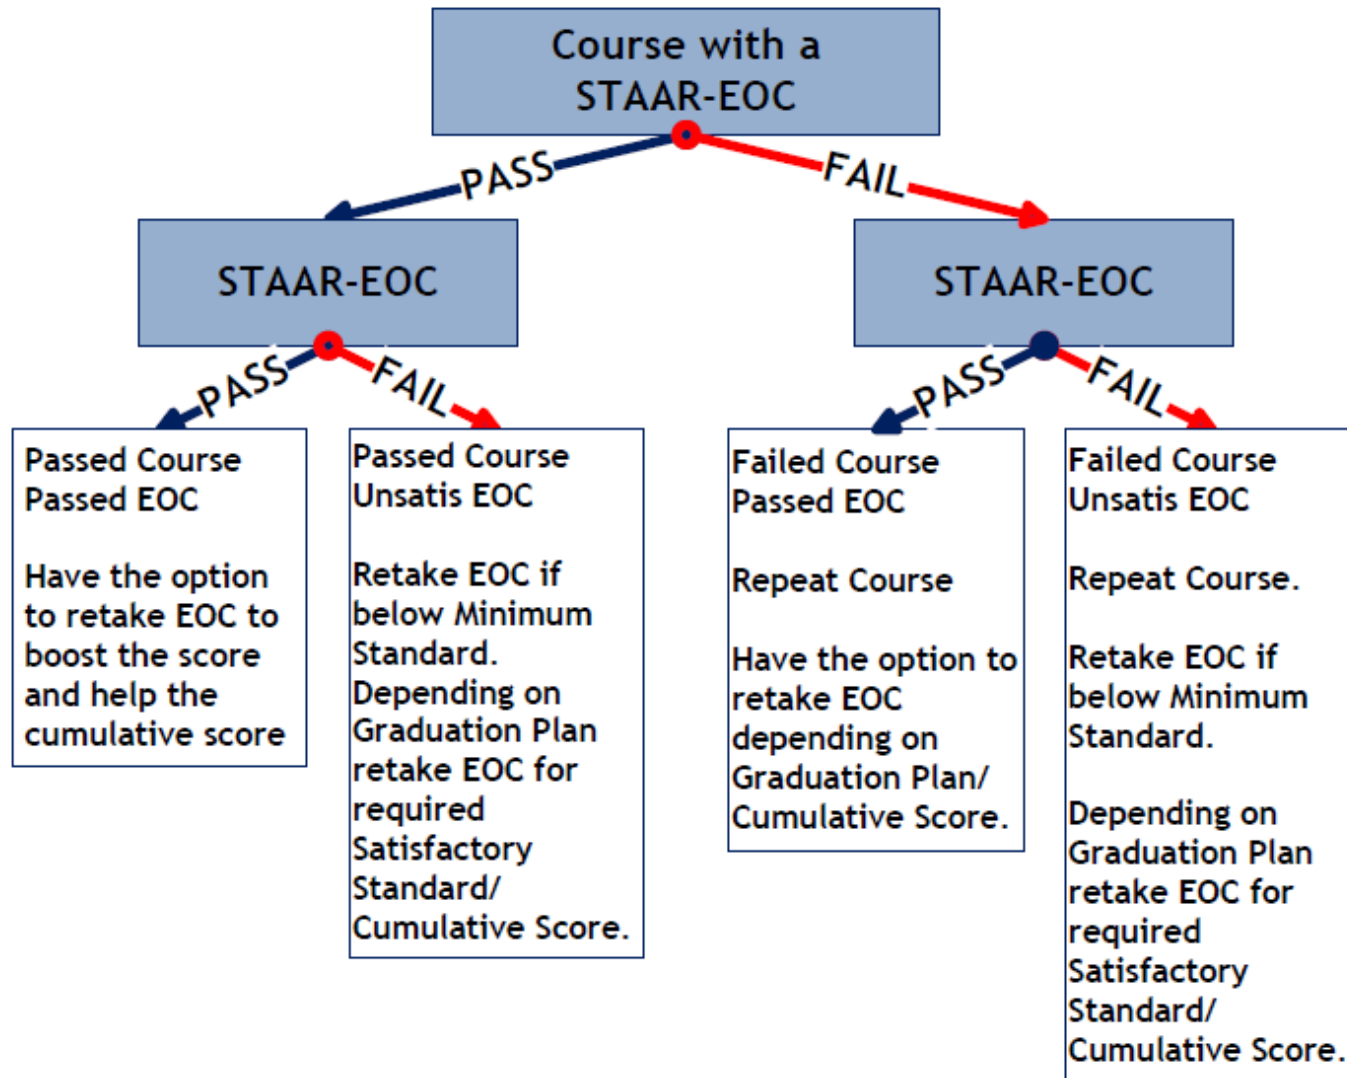 Course with a
STAAR-EOC
PASS
FAIL
STAAR-EOC
STAAR-EOC
PASS
FAIL
PASS
FAIL
Passed Course
Passed EOC
Have the option
to retake EOC to
boost the score
and help the
cumulative score
Passed Course
Unsatis EOC
Retake EOC if
below Minimum
Standard.
Depending on
Graduation Plan
retake EOC for
required
Satisfactory
Standard/
Cumulative Score.
Failed Course
Passed EOC
Repeat Course
Have the option to
retake EOC
depending on
Graduation Plan/
Cumulative Score.
Failed Course
Unsatis EOC
Repeat Course.
Retake EOC if
below Minimum
Standard.
Depending on
Graduation Plan
retake EOC for
required
Satisfactory
Standard/
Cumulative Score.